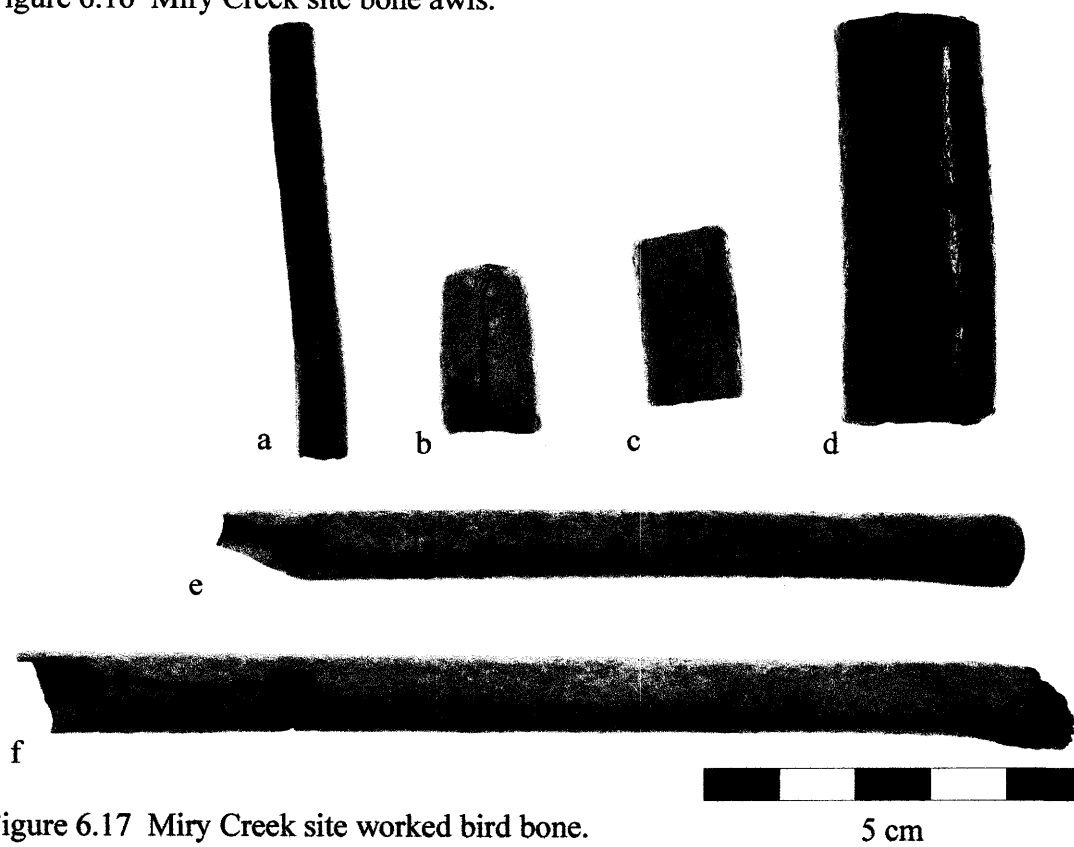 igure 6.16 Miry Creek site bone awls.
a
b
c
d
e
f
igure 6.17 Miry Creek site worked bird bone.
5 cm